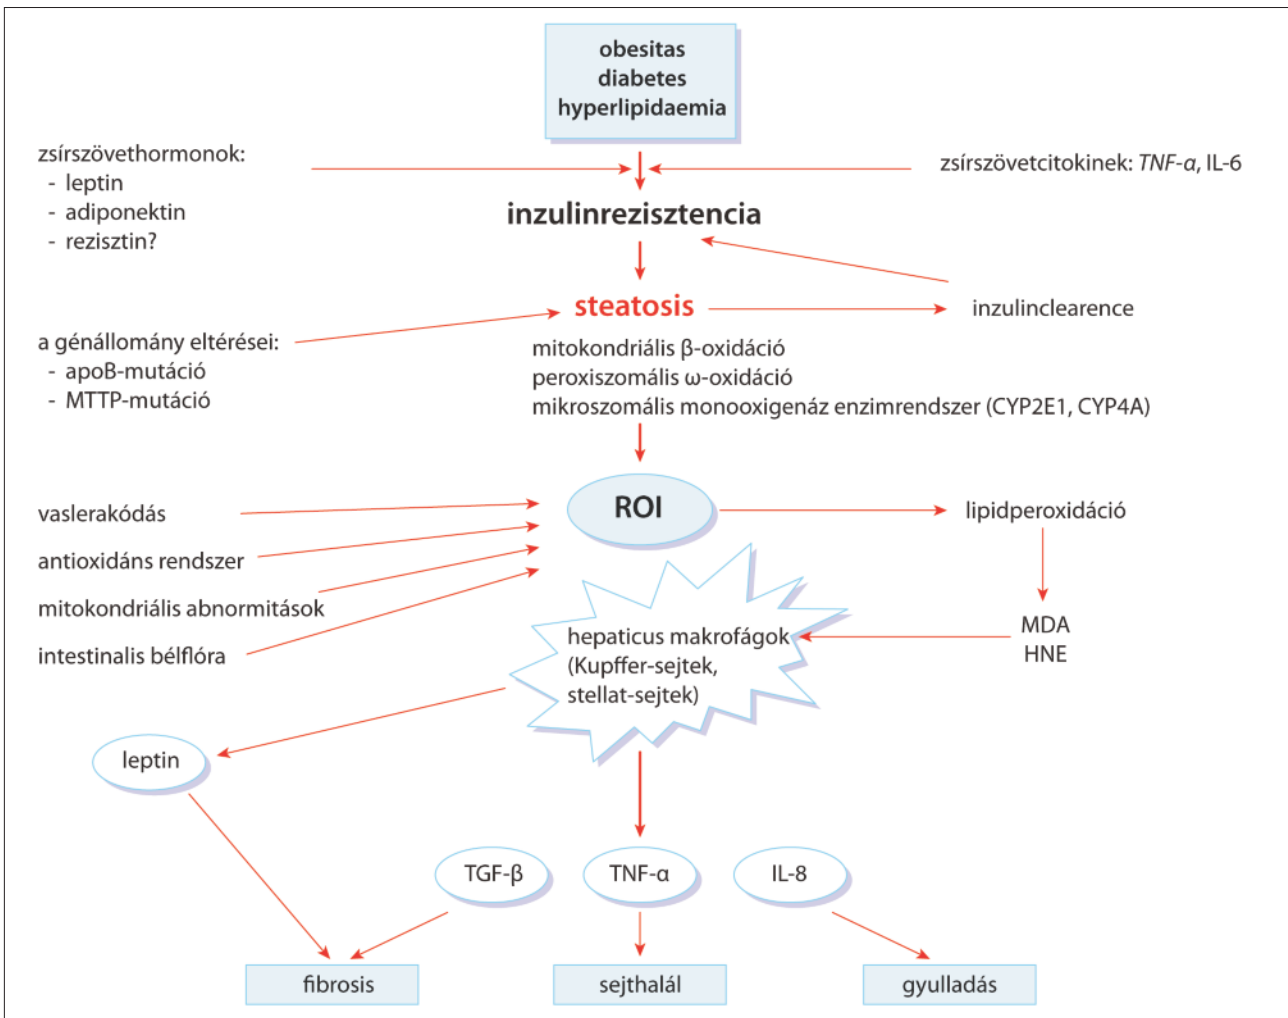 obesitas
diabetes
hyperlipidaemia
zsírszövethormonok:
- leptin
- adiponektin
- rezisztin?
zsírszövetcitokinek: TNF-α, IL-6
inzulinrezisztencia
steatosis
inzulinclearence
a génállomány eltérései:
- apoB-mutáció
- MTTP-mutáció
mitokondriális β-oxidáció
peroxiszomális ω-oxidáció
mikroszomális monooxigenáz enzimrendszer (CYP2E1, CYP4A)
ROI
lipidperoxidáció
vaslerakódás
antioxidáns rendszer
mitokondriális abnormitások
intestinalis bélflóra
MDA
HNE
hepaticus makrofágok
(Kupffer-sejtek,
stellat-sejtek)
leptin
TGF-β
TNF-α
IL-8
fibrosis
sejthalál
gyulladás